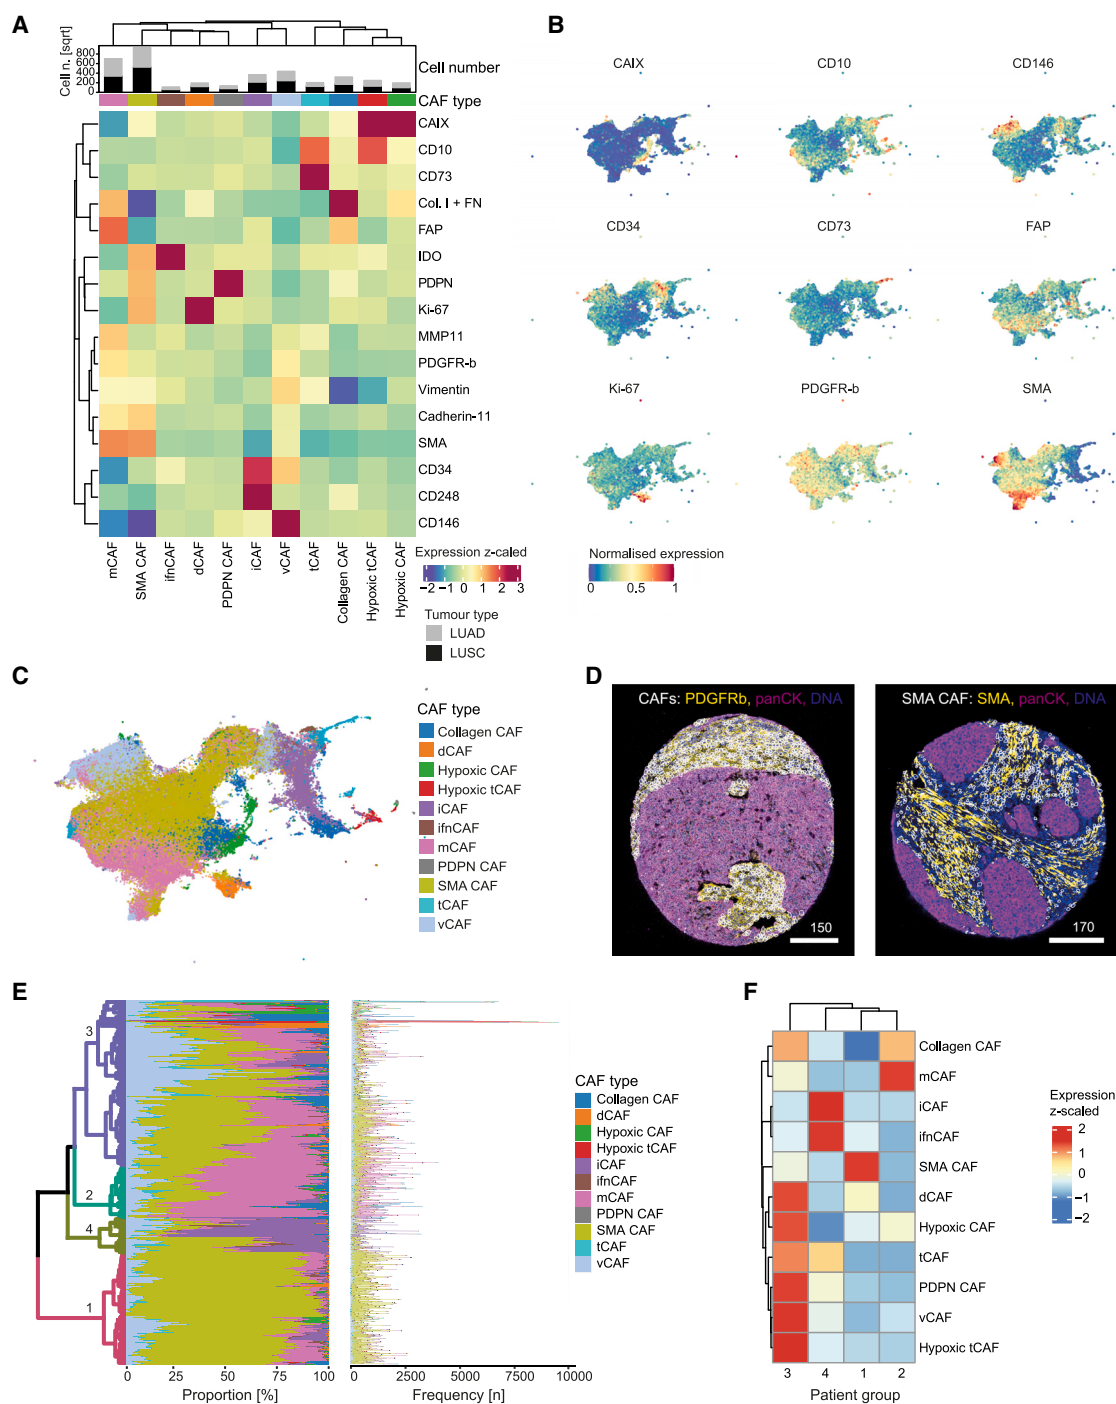 A
Cell n. [sqrt]
800
600
400
200
0
Cell number
CAF type
CAIX
CD10
CD73
Col. I + FN
FAP
IDO
PDPN
Ki-67
MMP11
PDGFR-b
Vimentin
Cadherin-11
SMA
CD34
CD248
CD146
mCAF
SMA CAF
ifnCAF
dCAF
PDPN CAF
iCAF
vCAF
tCAF
Collagen CAF
Hypoxic tCAF
Hypoxic CAF
Expression z-caled
−2 −1 0 1 2 3
Tumour type
LUAD
LUSC
B
CAIX CD10 CD146
CD34 CD73 FAP
Ki-67 PDGFR-b SMA
Normalised expression
0 0.5 1
C
CAF type
Collagen CAF
dCAF
Hypoxic CAF
Hypoxic tCAF
iCAF
ifnCAF
mCAF
PDPN CAF
SMA CAF
tCAF
vCAF
D
CAFs: PDGFRb, panCK, DNA
150
SMA CAF: SMA, panCK, DNA
170
E
3
2
4
1
0 25 50 75 100
Proportion [%]
0 2500 5000 7500 10000
Frequency [n]
CAF type
Collagen CAF
dCAF
Hypoxic CAF
Hypoxic tCAF
iCAF
ifnCAF
mCAF
PDPN CAF
SMA CAF
tCAF
vCAF
F
Collagen CAF
mCAF
iCAF
ifnCAF
SMA CAF
dCAF
Hypoxic CAF
tCAF
PDPN CAF
vCAF
Hypoxic tCAF
3 4 1 2
Patient group
Expression
z-scaled
2
1
0
−1
−2